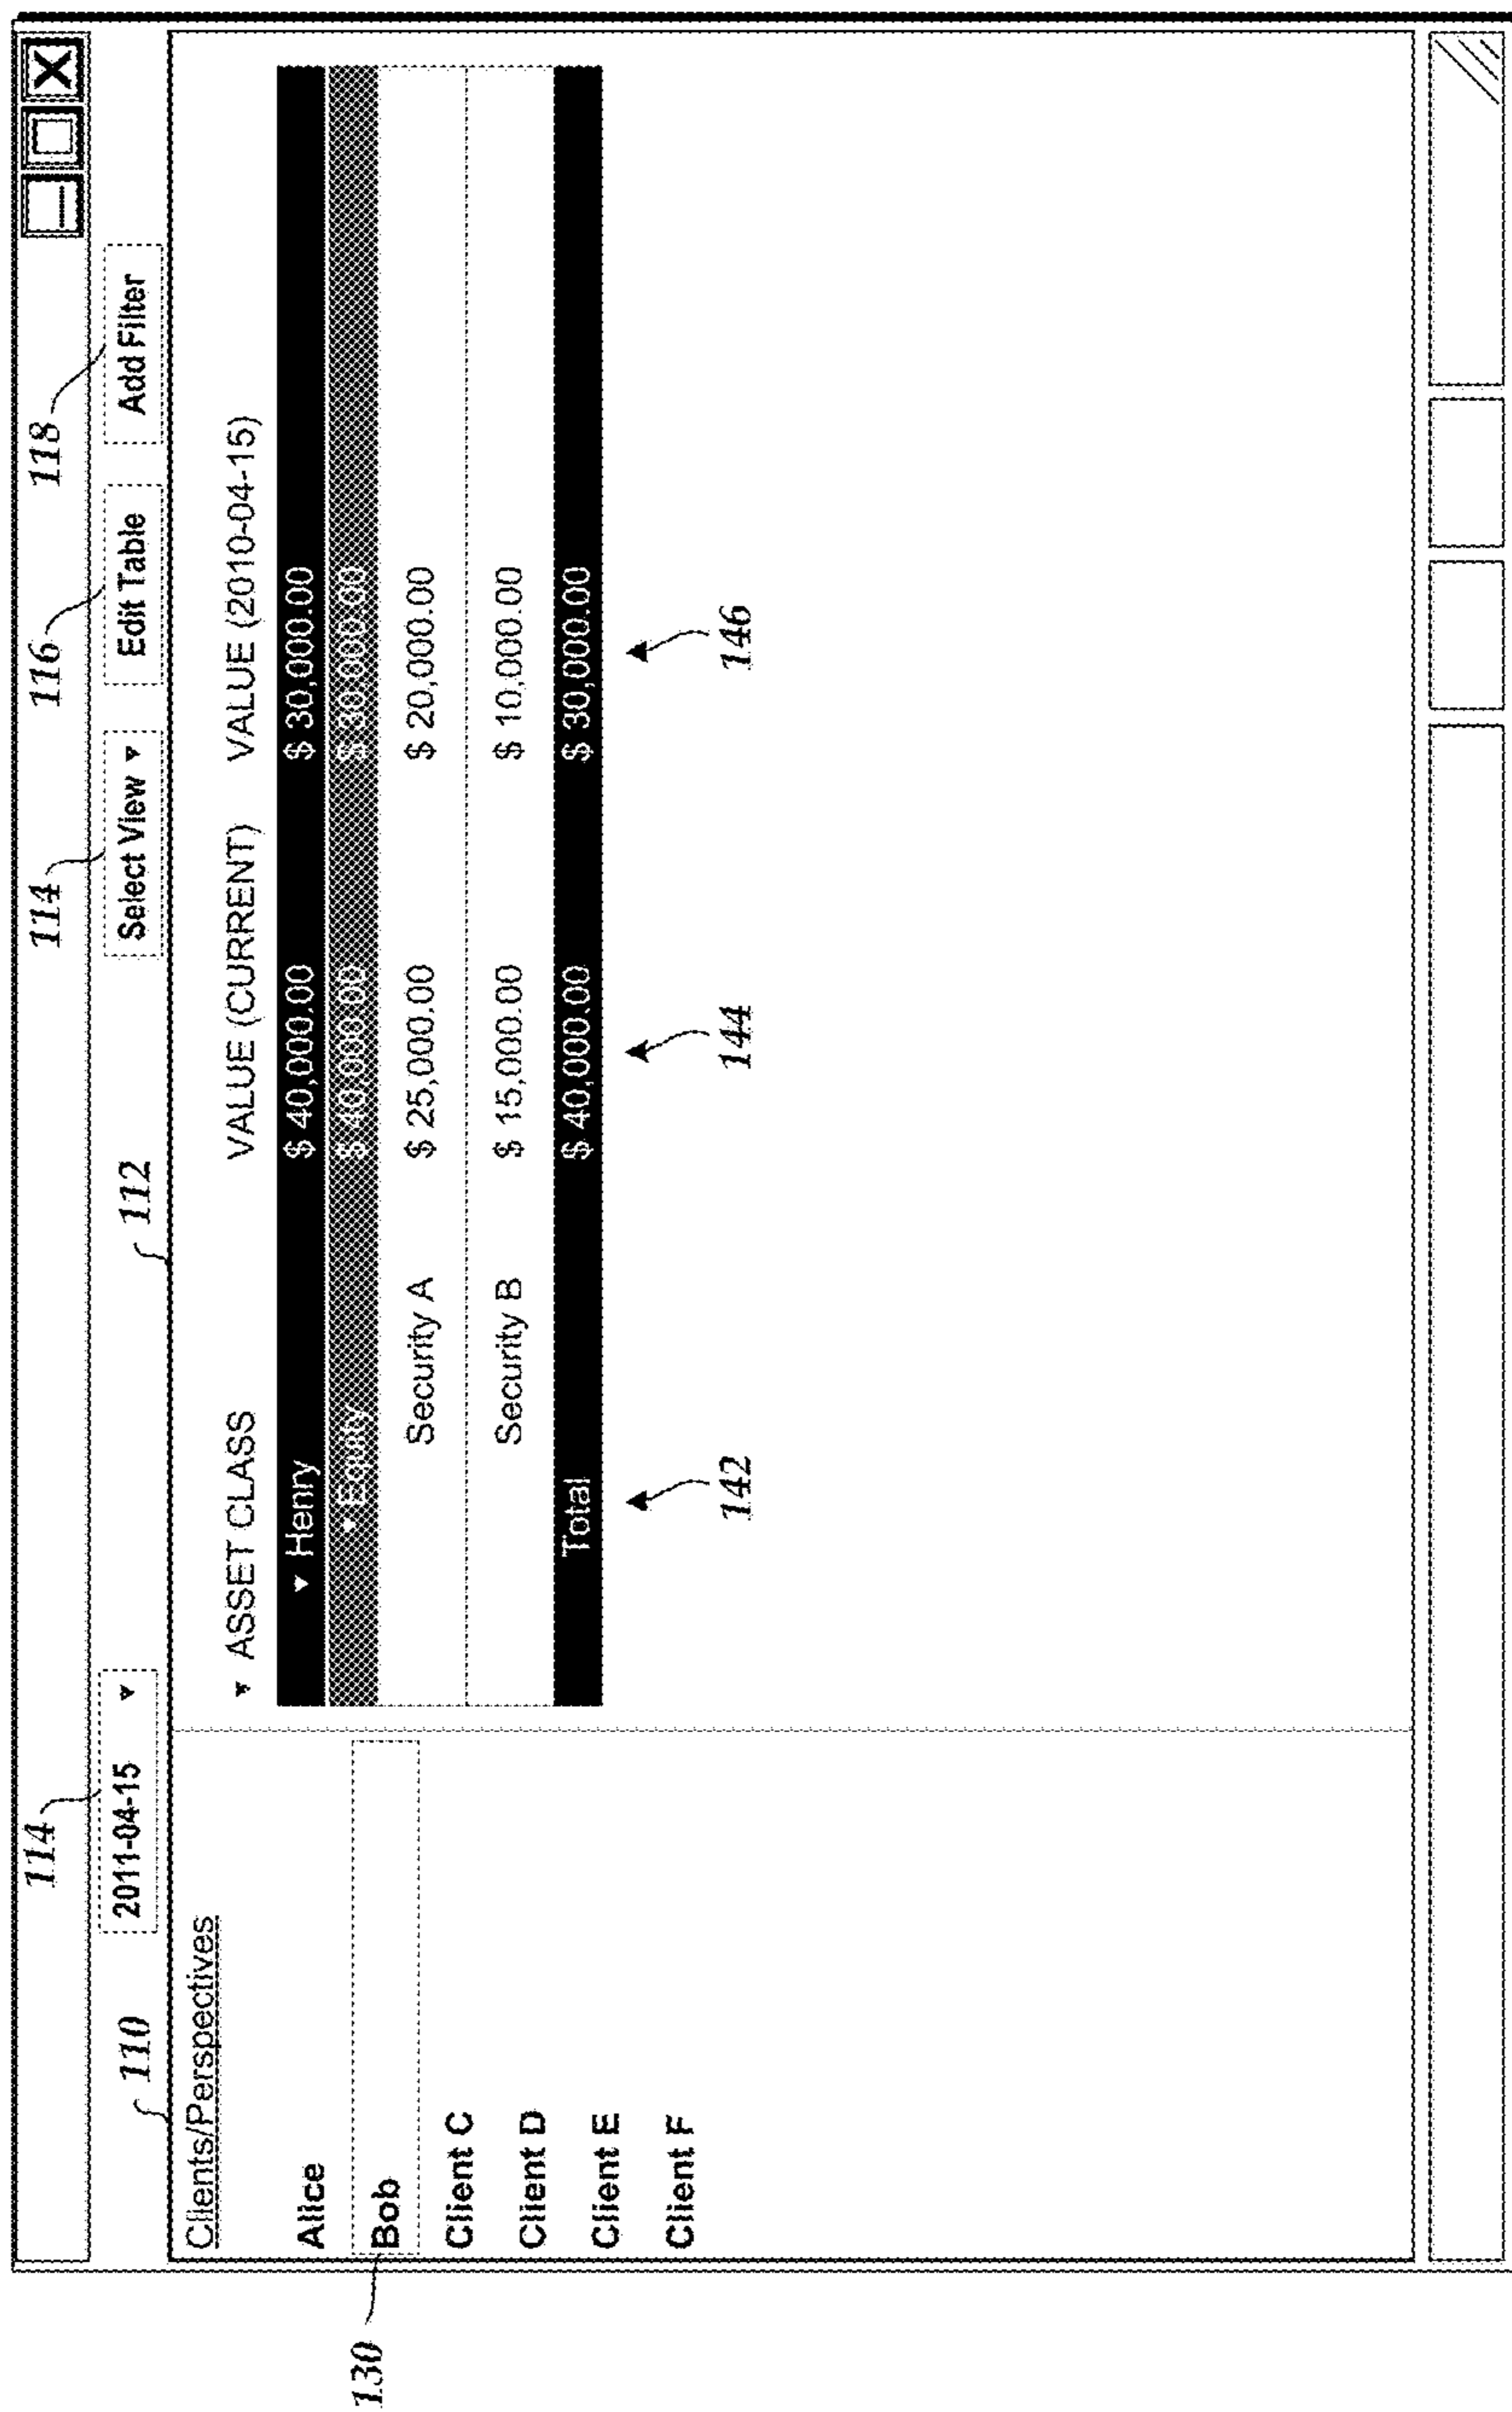 114 114 116 118
110 2011-04-15 ▼ 112 Select View ▼ Edit Table Add Filter
Clients/Perspectives
Alice
130 Bob
Client C
Client D
Client E
Client F
▼ ASSET CLASS VALUE (CURRENT) VALUE (2010-04-15)
▼ Henry $ 40,000.00 $ 30,000.00
▼ Equity $ 40,000.00 $ 30,000.00
Security A $ 25,000.00 $ 20,000.00
Security B $ 15,000.00 $ 10,000.00
Total $ 40,000.00 $ 30,000.00
142 144 146